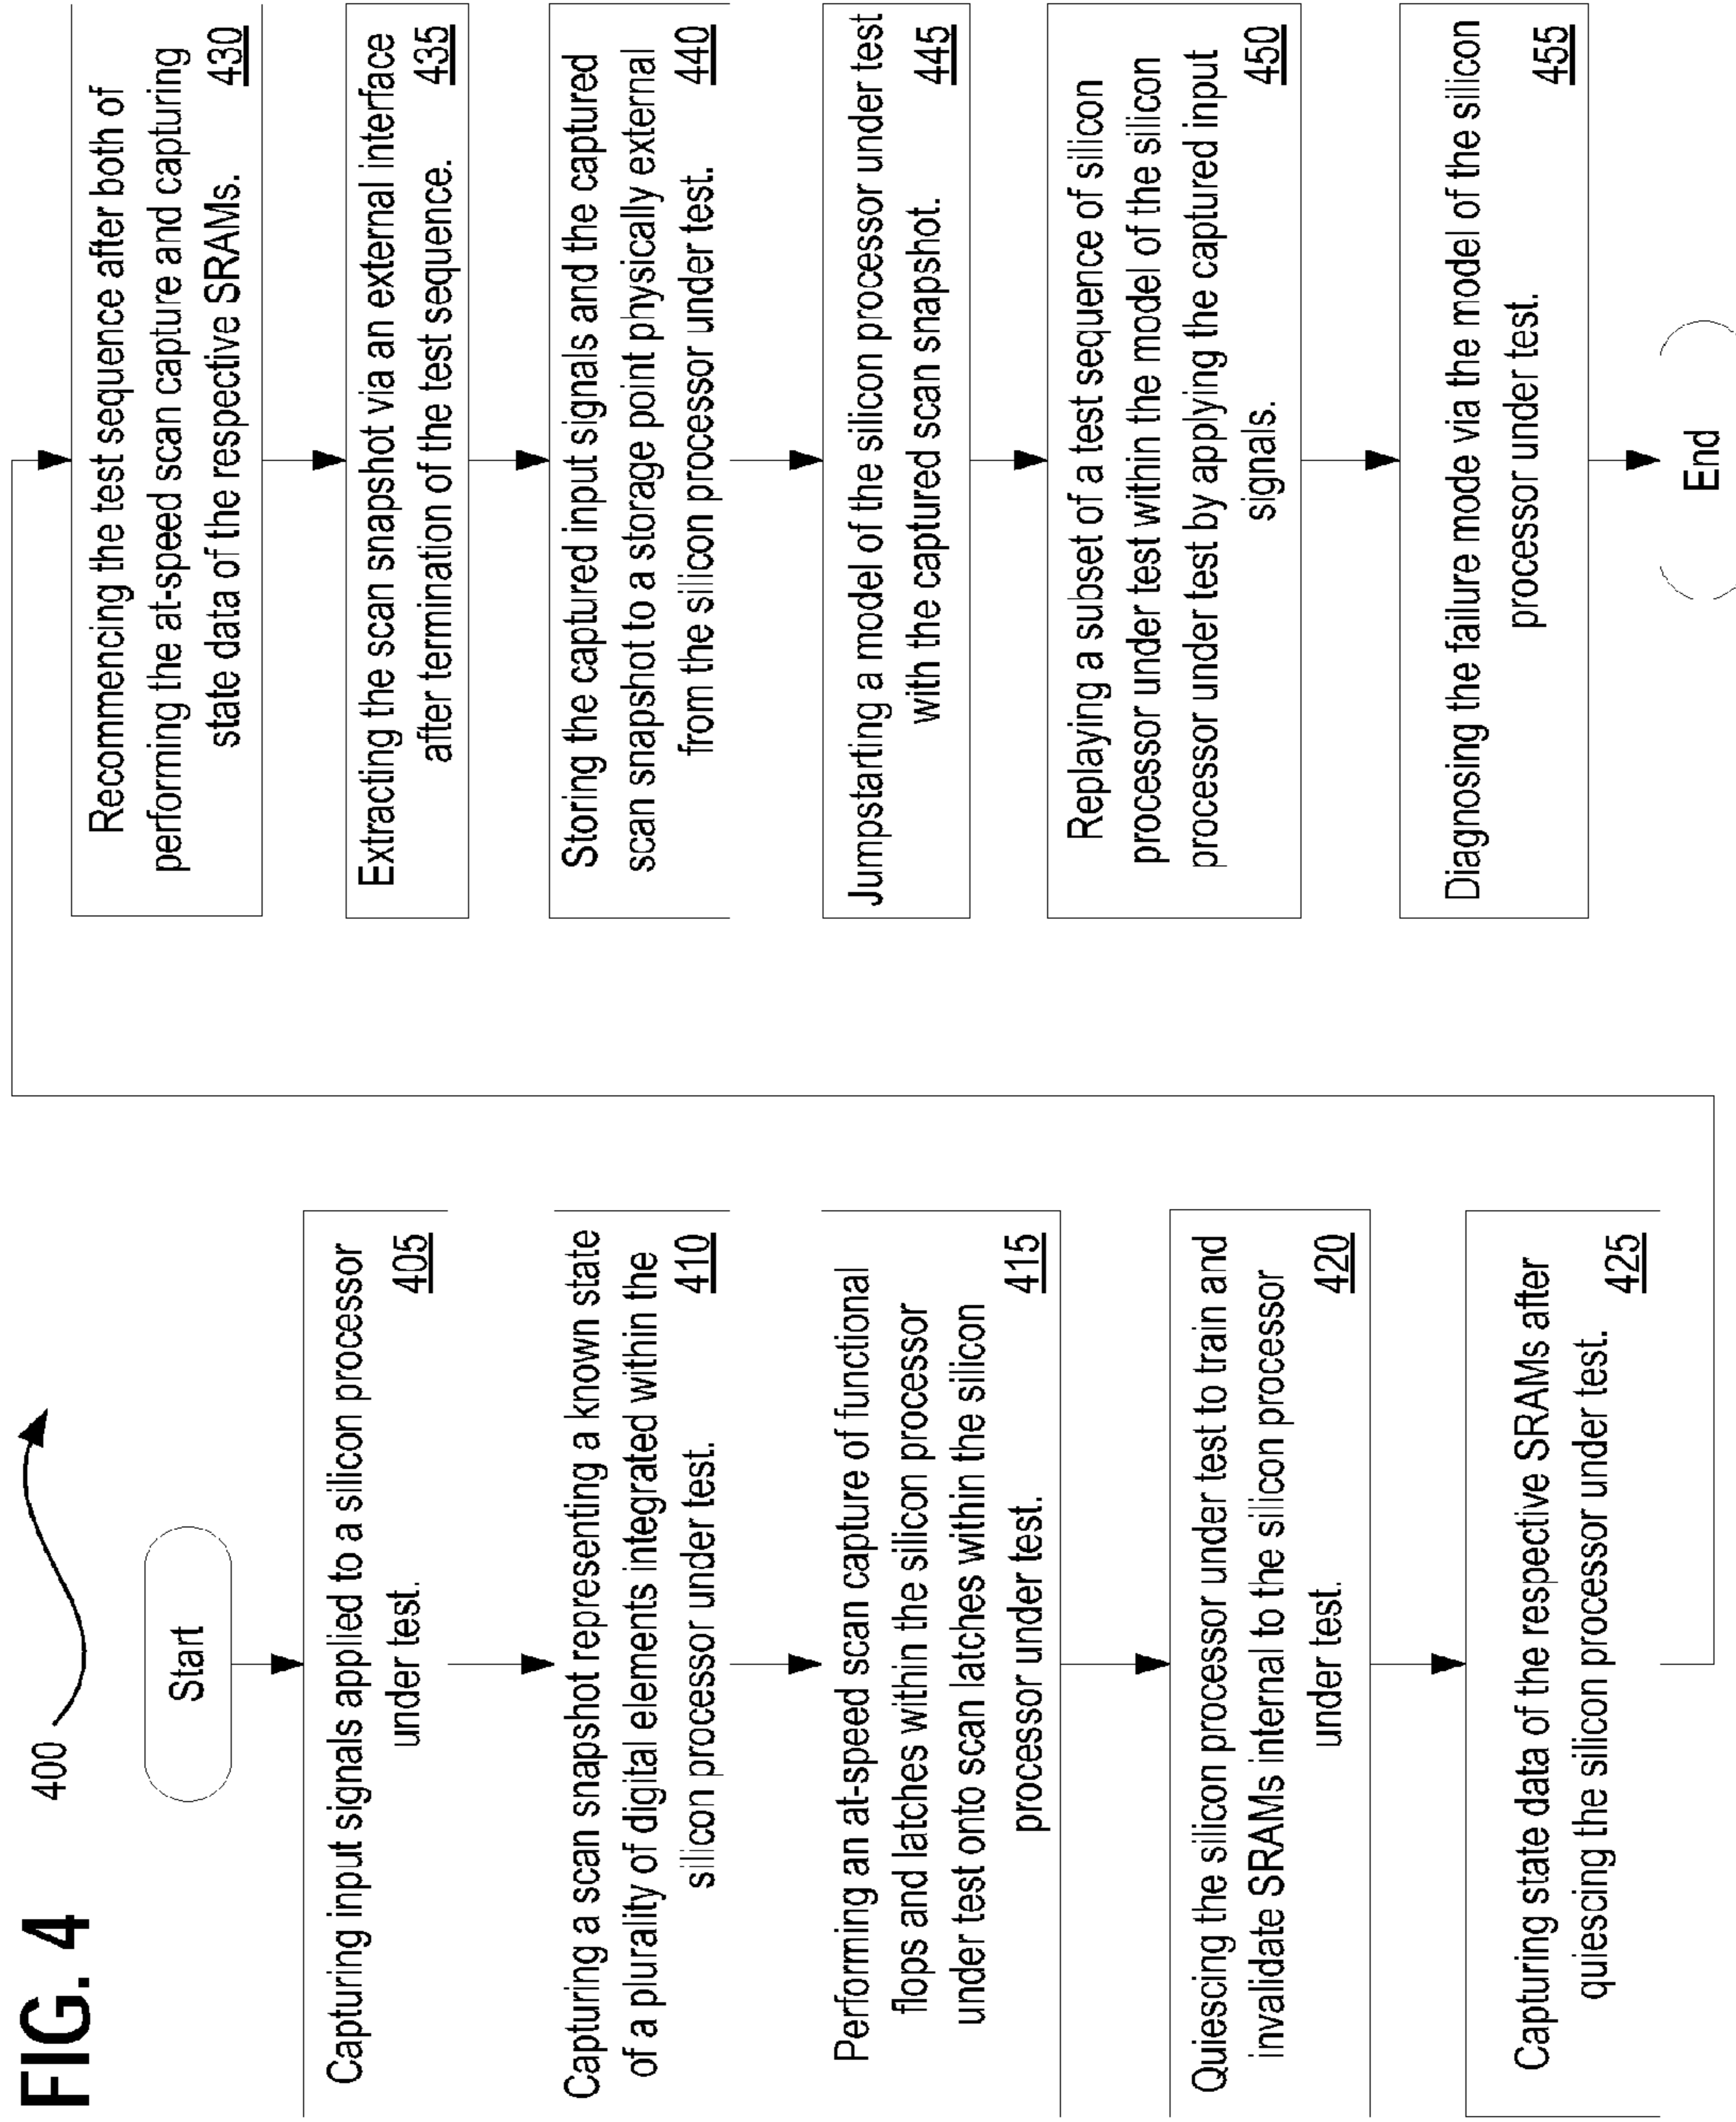 FIG. 4
400
Start
Capturing input signals applied to a silicon processor
under test.
405
Capturing a scan snapshot representing a known state
of a plurality of digital elements integrated within the
silicon processor under test.
410
Performing an at-speed scan capture of functional
flops and latches within the silicon processor
under test onto scan latches within the silicon
processor under test.
415
Quiescing the silicon processor under test to train and
invalidate SRAMs internal to the silicon processor
under test.
420
Capturing state data of the respective SRAMs after
quiescing the silicon processor under test.
425
Recommencing the test sequence after both of
performing the at-speed scan capture and capturing
state data of the respective SRAMs.
430
Extracting the scan snapshot via an external interface
after termination of the test sequence.
435
Storing the captured input signals and the captured
scan snapshot to a storage point physically external
from the silicon processor under test.
440
Jumpstarting a model of the silicon processor under test
with the captured scan snapshot.
445
Replaying a subset of a test sequence of silicon
processor under test within the model of the silicon
processor under test by applying the captured input
signals.
450
Diagnosing the failure mode via the model of the silicon
processor under test.
455
End